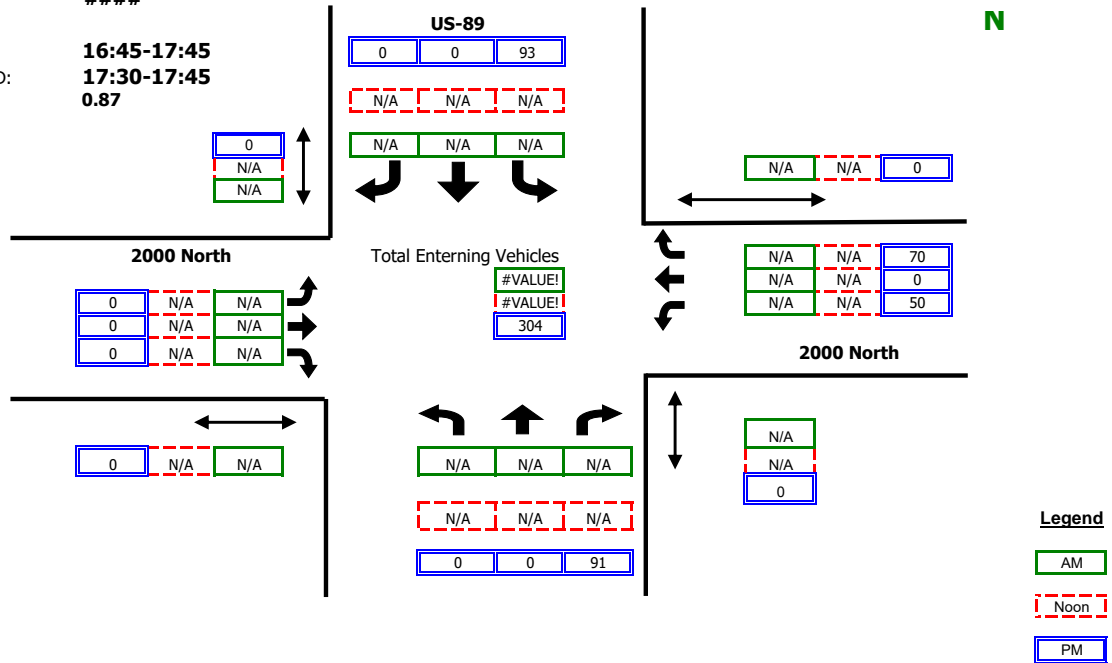 ####
US-89
N
16:45-17:45
0 0 93
17:30-17:45
0.87
N/A N/A N/A
0
N/A N/A N/A
N/A
N/A
N/A N/A 0
2000 North
Total Enterning Vehicles
#VALUE!
#VALUE!
304
N/A N/A 70
N/A N/A 0
N/A N/A 50
0 N/A N/A
0 N/A N/A
0 N/A N/A
2000 North
0 N/A N/A
N/A N/A N/A
N/A
N/A
0
N/A N/A N/A
0 0 91
Legend
AM
Noon
PM